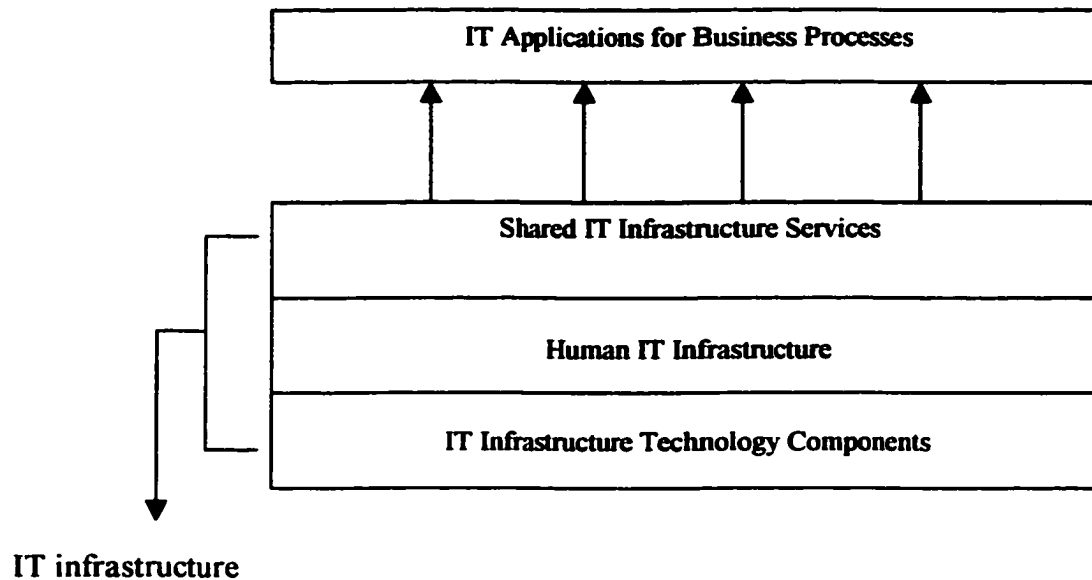 IT Applications for Business Processes
Shared IT Infrastructure Services
Human IT Infrastructure
IT Infrastructure Technology Components
IT infrastructure